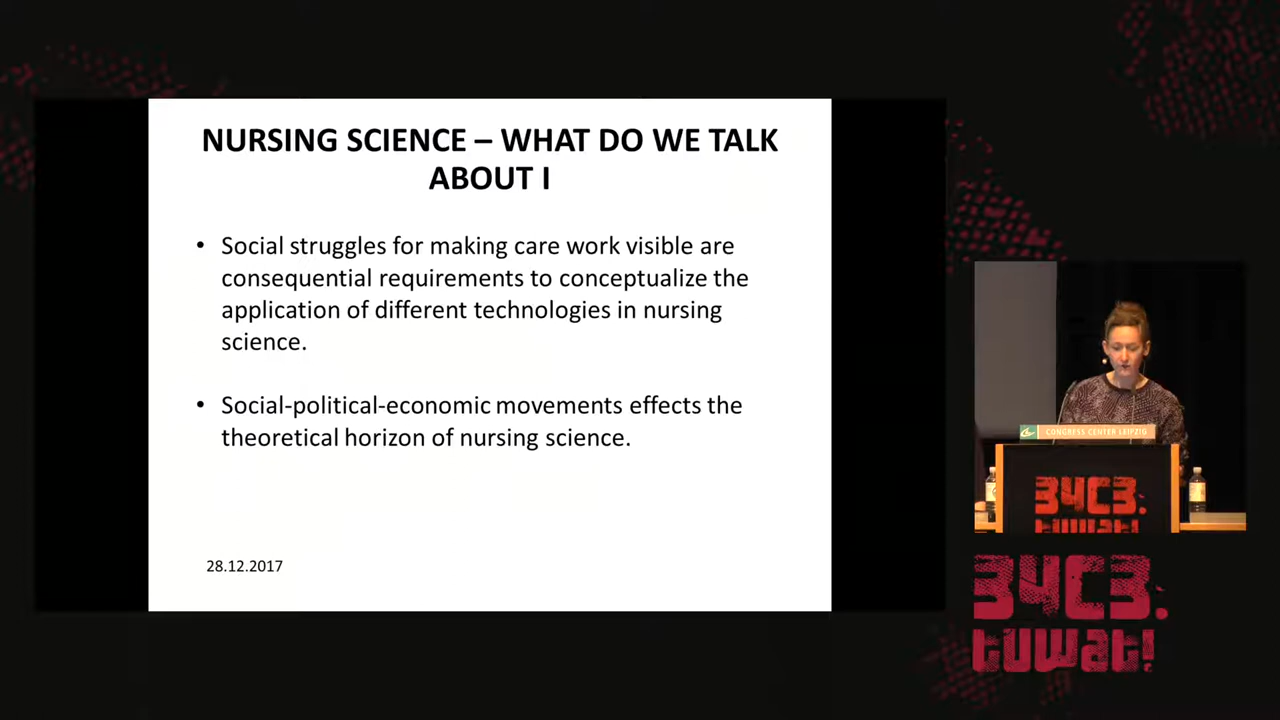 NURSING SCIENCE – WHAT DO WE TALK
ABOUT I
• Social struggles for making care work visible are
consequential requirements to conceptualize the
application of different technologies in nursing
science.
• Social-political-economic movements effects the
theoretical horizon of nursing science.
28.12.2017
CONGRESS CENTER LEIPZIG
34C3.
tuwat!
34C3.
tuwat!